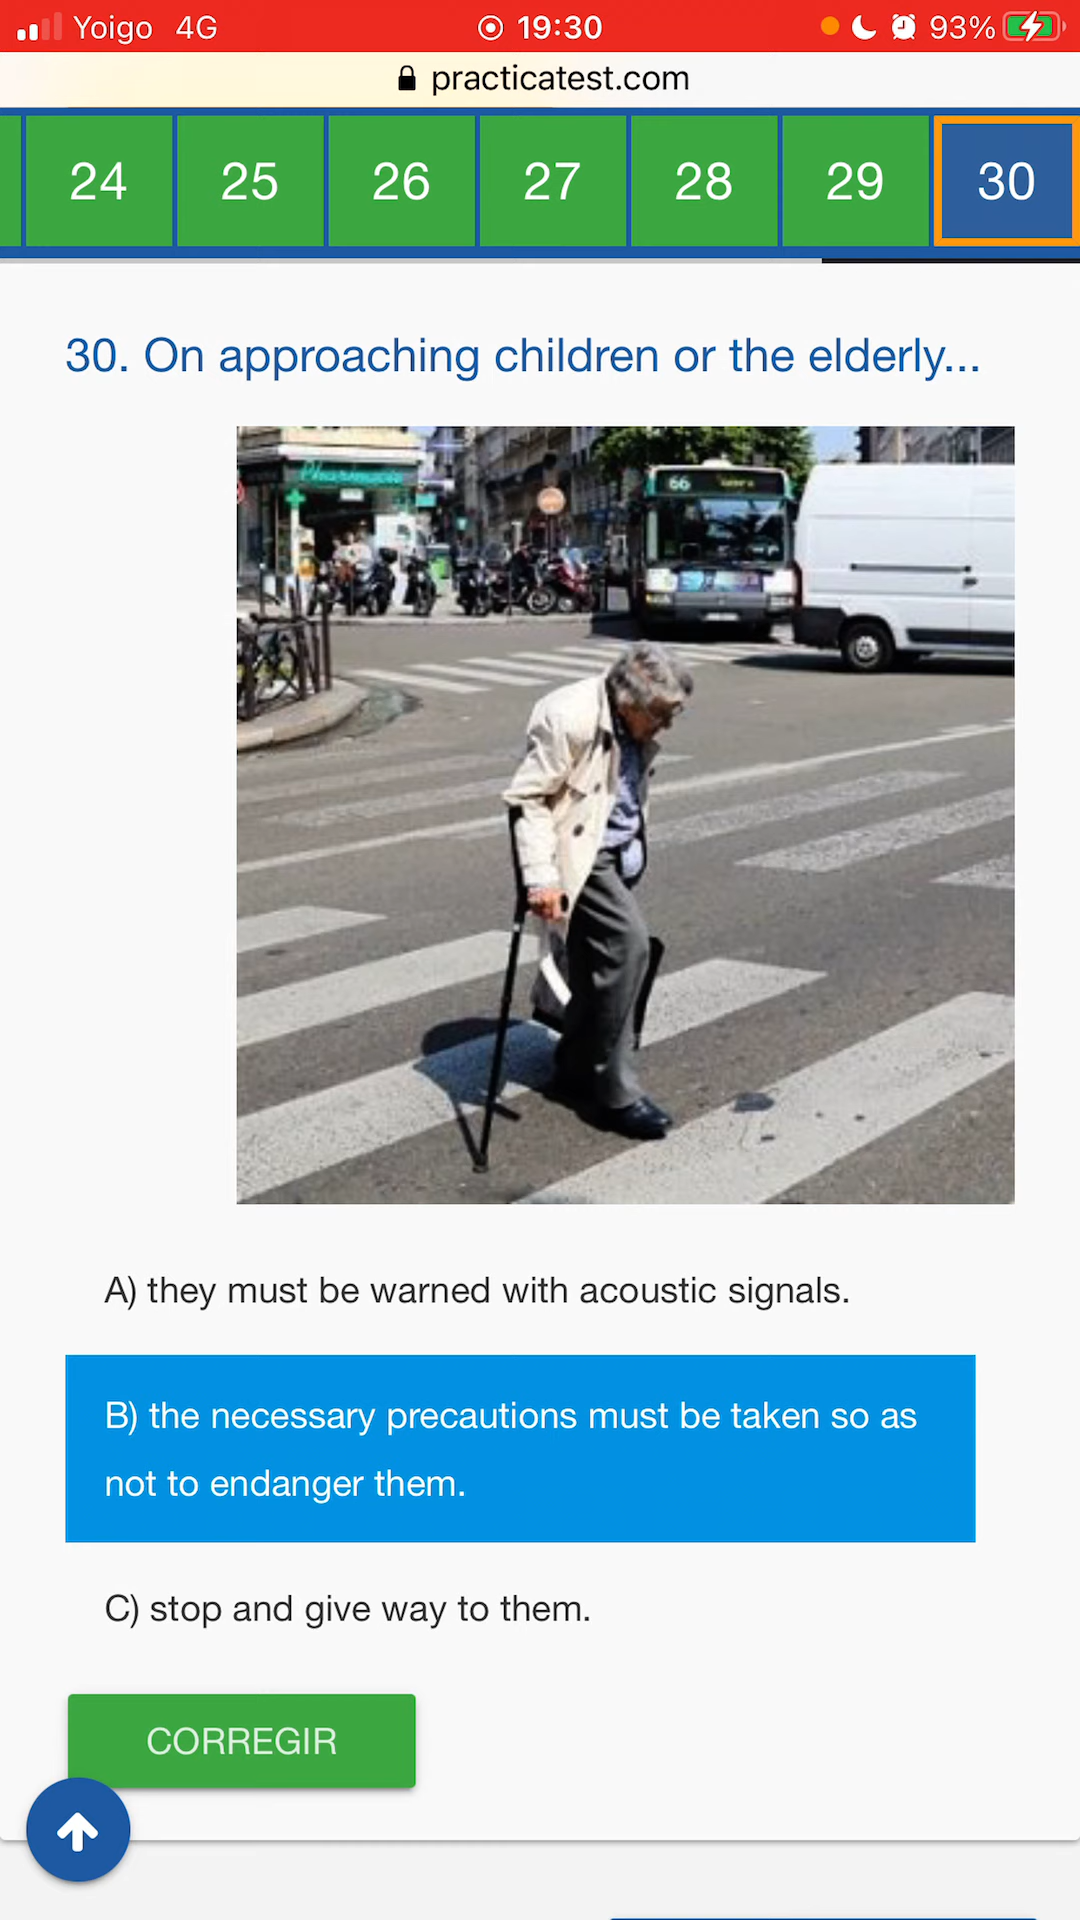 Yoigo 4G 19:30 93%
practicatest.com
24 25 26 27 28 29 30
30. On approaching children or the elderly...
66
A) they must be warned with acoustic signals.
B) the necessary precautions must be taken so as
not to endanger them.
C) stop and give way to them.
CORREGIR